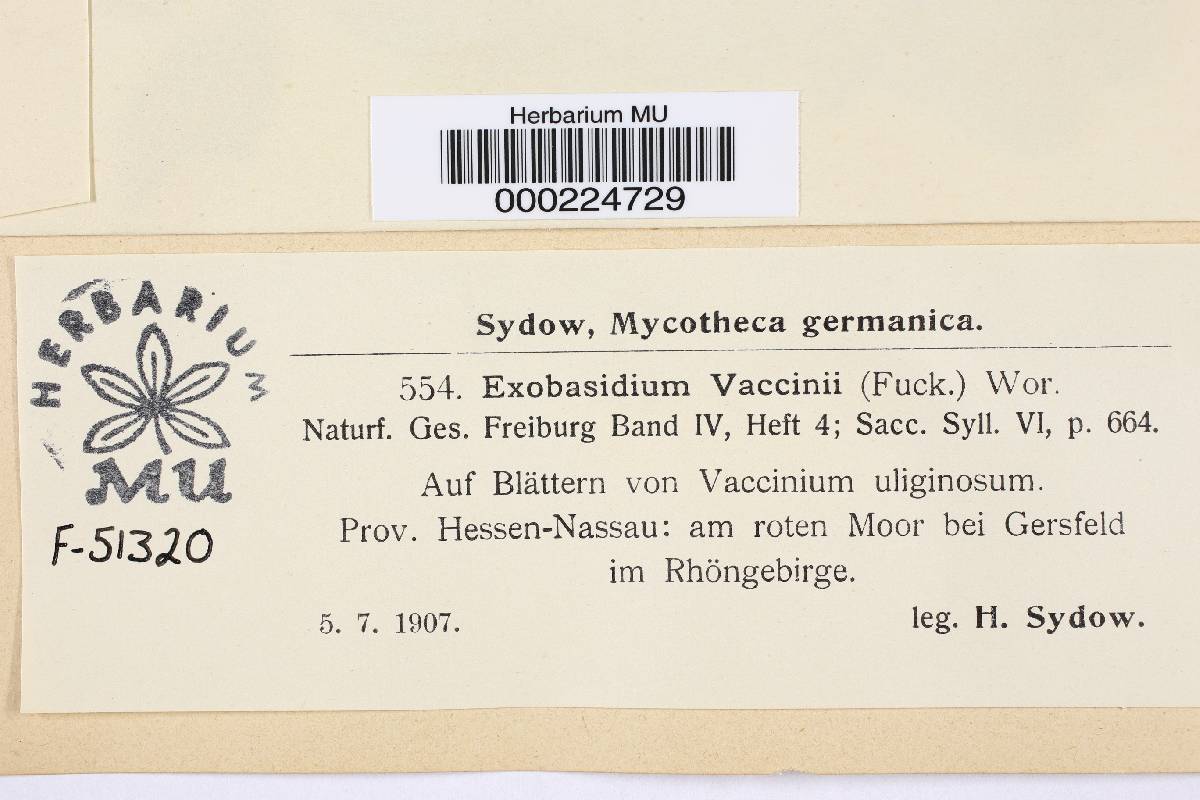 Herbarium MU
000224729
HERBARIUM
MU
F-51320
Sydow, Mycotheca germanica.
554. Exobasidium Vaccinii (Fuck.) Wor.
Naturf. Ges. Freiburg Band IV, Heft 4; Sacc. Syll. VI, p. 664.
Auf Blättern von Vaccinium uliginosum.
Prov. Hessen-Nassau: am roten Moor bei Gersfeld
im Rhöngebirge.
5. 7. 1907. leg. H. Sydow.